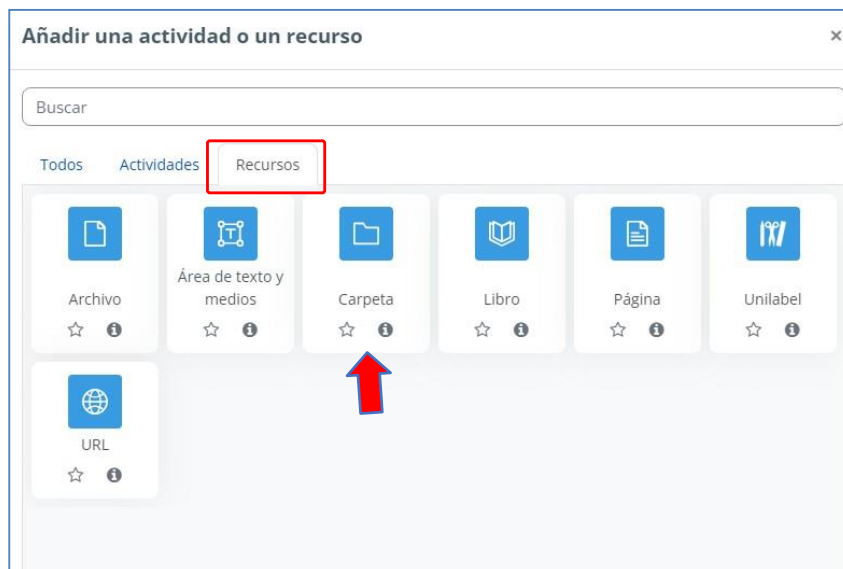 Añadir una actividad o un recurso
×
Buscar
Todos Actividades Recursos
Archivo
Área de texto y
medios
Carpeta
Libro
Página
Unilabel
URL